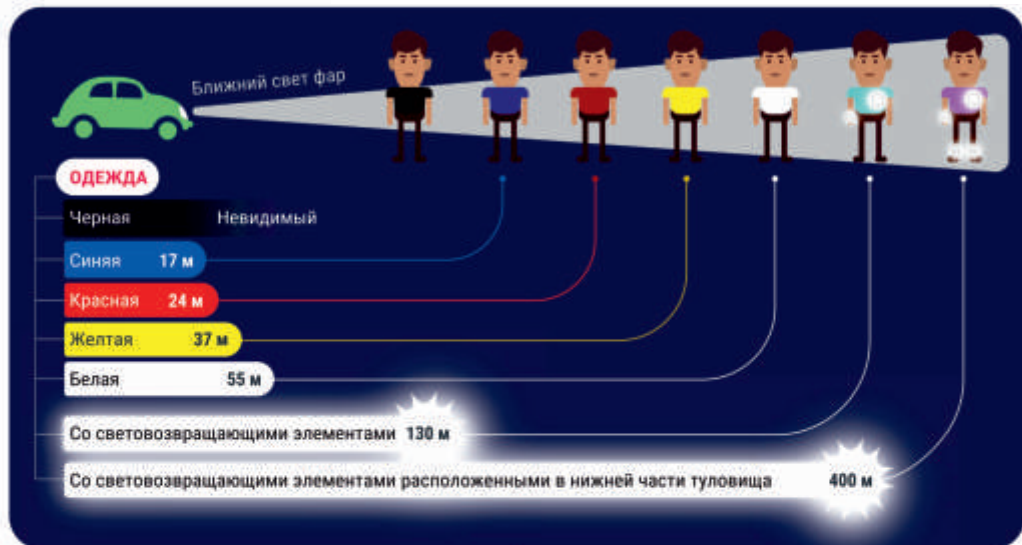 Ближний свет фар
ОДЕЖДА
Черная Невидимый
Синяя 17 м
Красная 24 м
Желтая 37 м
Белая 55 м
Со световозвращающими элементами 130 м
Со световозвращающими элементами расположенными в нижней части туловища 400 м